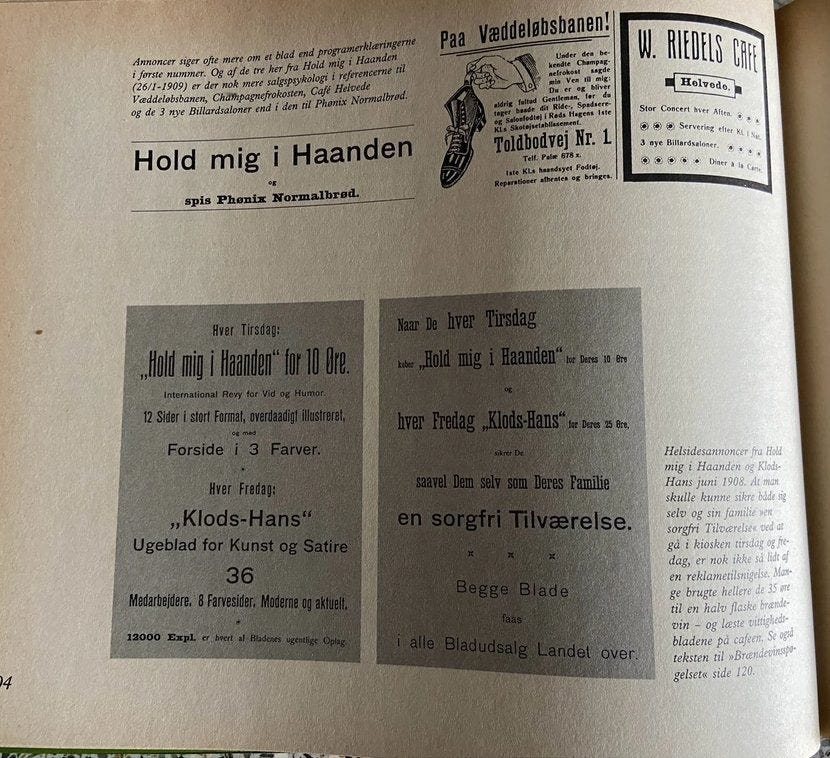 Annoncer siger ofte mere om et blad end programerklæringerne
i første nummer. Og af de tre her fra Hold mig i Haanden
(26/1-1909) er der nok mere salgspsykologi i referencerne til
Væddeløbsbanen, Champagnefrokosten, Café Helvede
og de 3 nye Billardsaloner end i den til Phønix Normalbrød.
Hold mig i Haanden
og
spis Phønix Normalbrød.
Paa Væddeløbsbanen!
Under den be-
kendte Champag-
nefrokost sagde
min Ven til mig:
Du er og bliver
aldrig fultud Gentleman, før du
tager baade dit Ride-, Spadsere-
og Salonfodtøj i Røds Hagens 1ste
Kl.s Skotøjsetablissement.
Toldbodvej Nr. 1
Telf. Palæ 678 x.
1ste Kl.s haandsyet Fodtøj.
Reparationer afhentes og bringes.
W. RIEDELS CAFE
Helvede.
Stor Concert hver Aften.
Servering efter Kl. 1 Nat.
3 nye Billardsaloner.
Diner à la Carte.
Hver Tirsdag:
„Hold mig i Haanden" for 10 Øre.
International Revy for Vid og Humor.
12 Sider i stort Format, overdaadigt illustreret,
og med
Forside i 3 Farver.
Hver Fredag:
„Klods-Hans"
Ugeblad for Kunst og Satire
36
Medarbejdere. 8 Farvesider. Moderne og aktuelt.
12000 Expl. er hvert af Bladenes ugentlige Oplag.
Naar De hver Tirsdag
køber „Hold mig i Haanden" for Deres 10 Øre
og
hver Fredag „Klods-Hans" for Deres 25 Øre,
sikrer De
saavel Dem selv som Deres Familie
en sorgfri Tilværelse.
Begge Blade
faas
i alle Bladudsalg Landet over.
Helsidesannoncer fra Hold
mig i Haanden og Klods-
Hans juni 1908. At man
skulle kunne sikre både sig
selv og sin familie »en
sorgfri Tilværelse« ved at
gå i kiosken tirsdag og fre-
dag, er nok ikke så lidt af
en reklametilsnigelse. Man-
ge brugte hellere de 35 øre
til en halv flaske brænde-
vin – og læste vittigheds-
bladene på cafeen. Se også
teksten til »Brændevinsspø-
gelset« side 120.